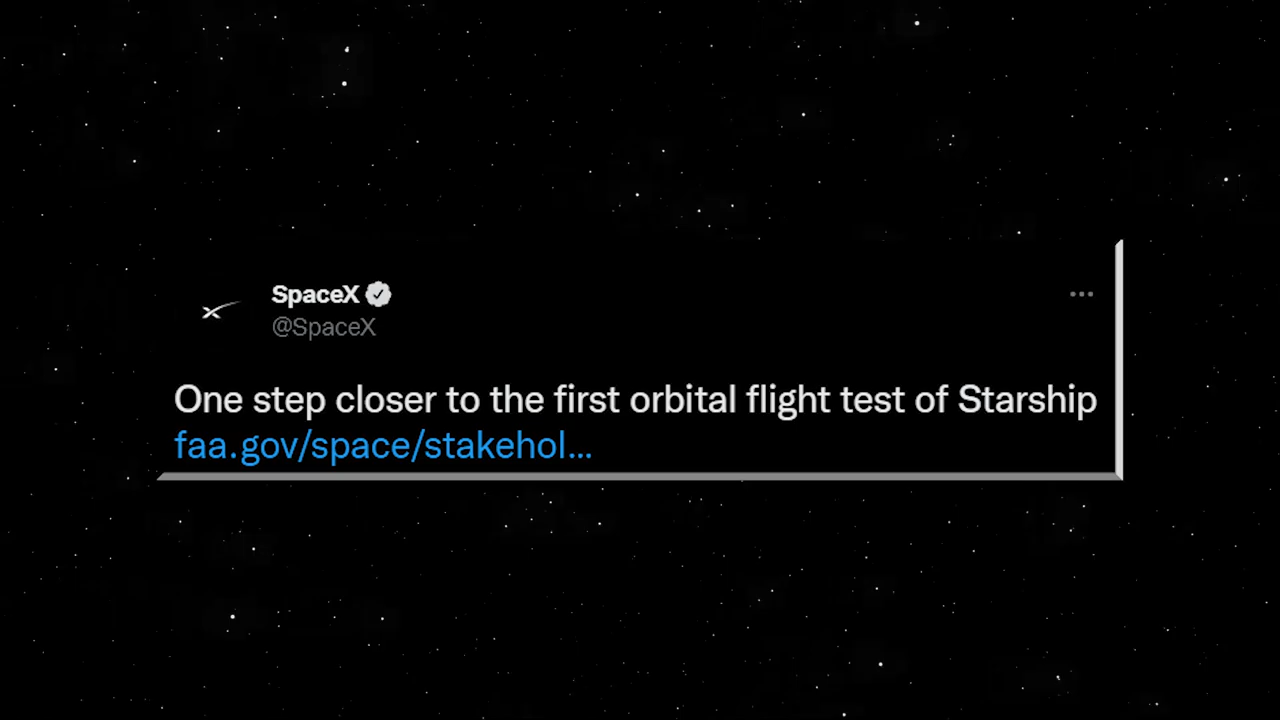 SpaceX
@SpaceX
One step closer to the first orbital flight test of Starship
faa.gov/space/stakehol...